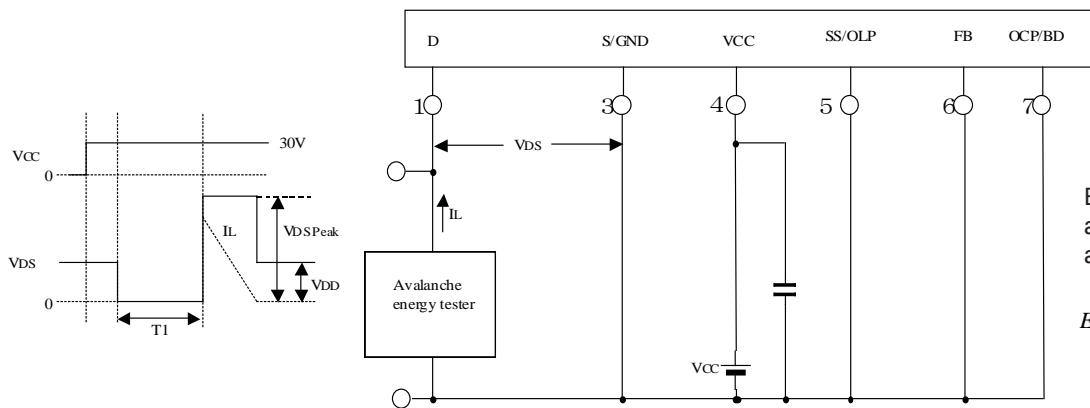 D S/GND VCC SS/OLP FB OCP/BD
1 3 4 5 6 7
VCC
30V
0
VDS
IL
VDS
IL
VDSPeak
VDD
0
T1
Avalanche
energy tester
VCC
E
a
a
E